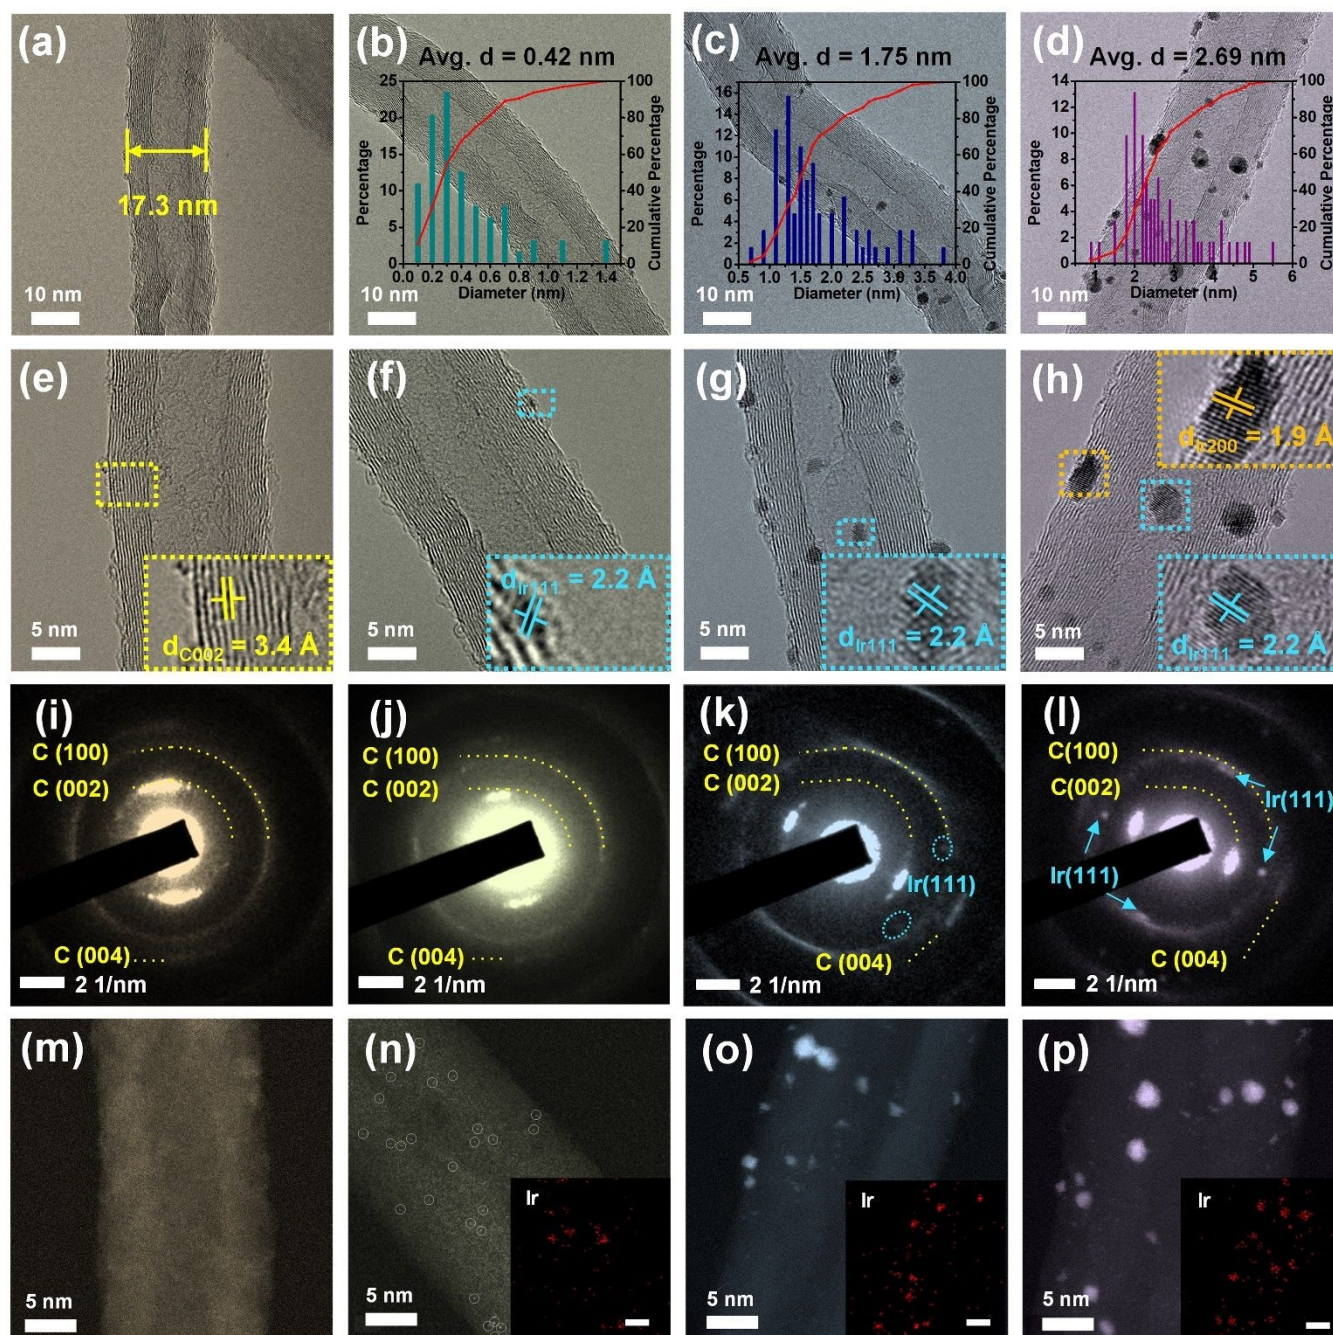 (a)
17.3 nm
10 nm
(b)
Avg. d = 0.42 nm
Percentage
25
20
15
10
5
0
0.0 0.2 0.4 0.6 0.8 1.0 1.2 1.4
Diameter (nm)
100
80
60
40
20
0
Cumulative Percentage
10 nm
(c)
Avg. d = 1.75 nm
Percentage
16
14
12
10
8
6
4
2
0
0.5 1.0 1.5 2.0 2.5 3.0 3.5 4.0
Diameter (nm)
100
80
60
40
20
0
Cumulative Percentage
10 nm
(d)
Avg. d = 2.69 nm
Percentage
14
12
10
8
6
4
2
0
0 1 2 3 4 5 6
Diameter (nm)
100
80
60
40
20
0
Cumulative Percentage
10 nm
(e)
dC002 = 3.4 Å
5 nm
(f)
dIr111 = 2.2 Å
5 nm
(g)
dIr111 = 2.2 Å
5 nm
(h)
dIr200 = 1.9 Å
dIr111 = 2.2 Å
5 nm
(i)
C (100)
C (002)
C (004)
2 1/nm
(j)
C (100)
C (002)
C (004)
2 1/nm
(k)
C (100)
C (002)
Ir(111)
C (004)
2 1/nm
(l)
C(100)
C(002)
Ir(111)
Ir(111)
C (004)
2 1/nm
(m)
5 nm
(n)
Ir
5 nm
(o)
Ir
5 nm
(p)
Ir
5 nm